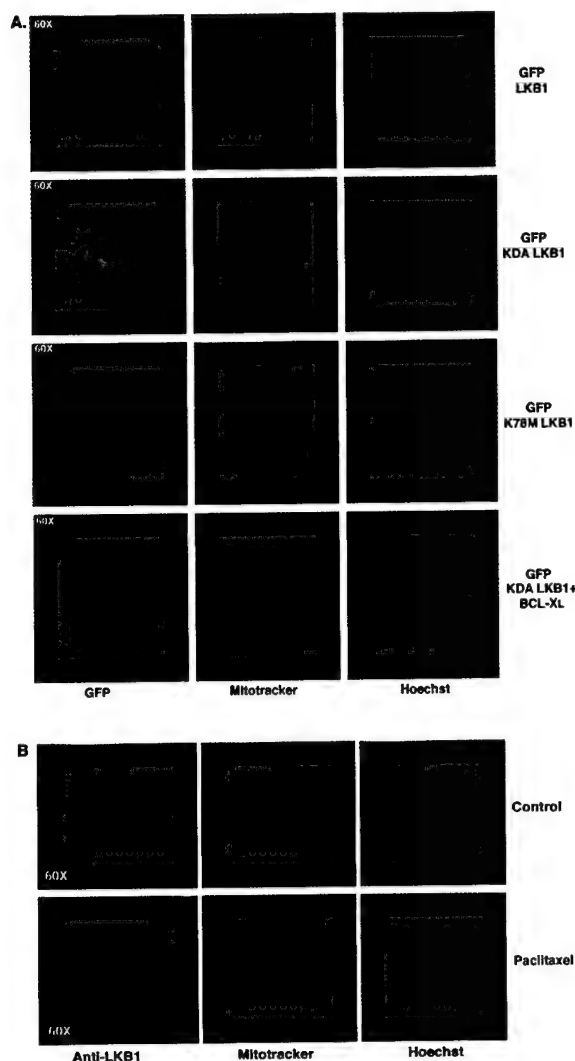 A.
60X
GFP
LKB1
60X
GFP
KDA LKB1
60X
GFP
K78M LKB1
60X
GFP
KDA LKB1+
BCL-XL
GFP Mitotracker Hoechst
B
60X
Control
60X
Paclitaxel
Anti-LKB1 Mitotracker Hoechst